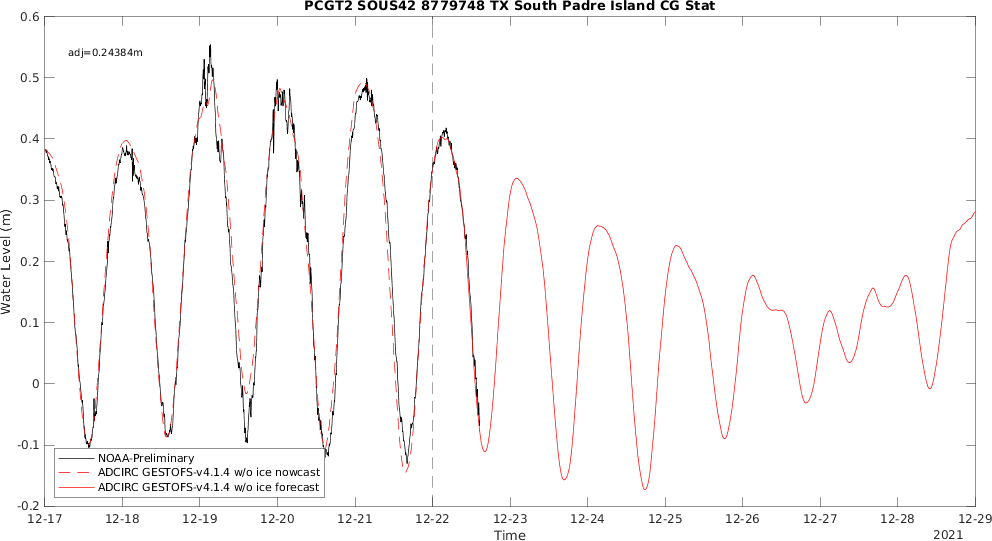 PCGT2 SOUS42 8779748 TX South Padre Island CG Stat
adj=0.24384m
0.6
0.5
0.4
0.3
0.2
0.1
0
-0.1
-0.2
Water Level (m)
NOAA-Preliminary
ADCIRC GESTOFS-v4.1.4 w/o ice nowcast
ADCIRC GESTOFS-v4.1.4 w/o ice forecast
12-17 12-18 12-19 12-20 12-21 12-22 12-23 12-24 12-25 12-26 12-27 12-28 12-29
Time
2021